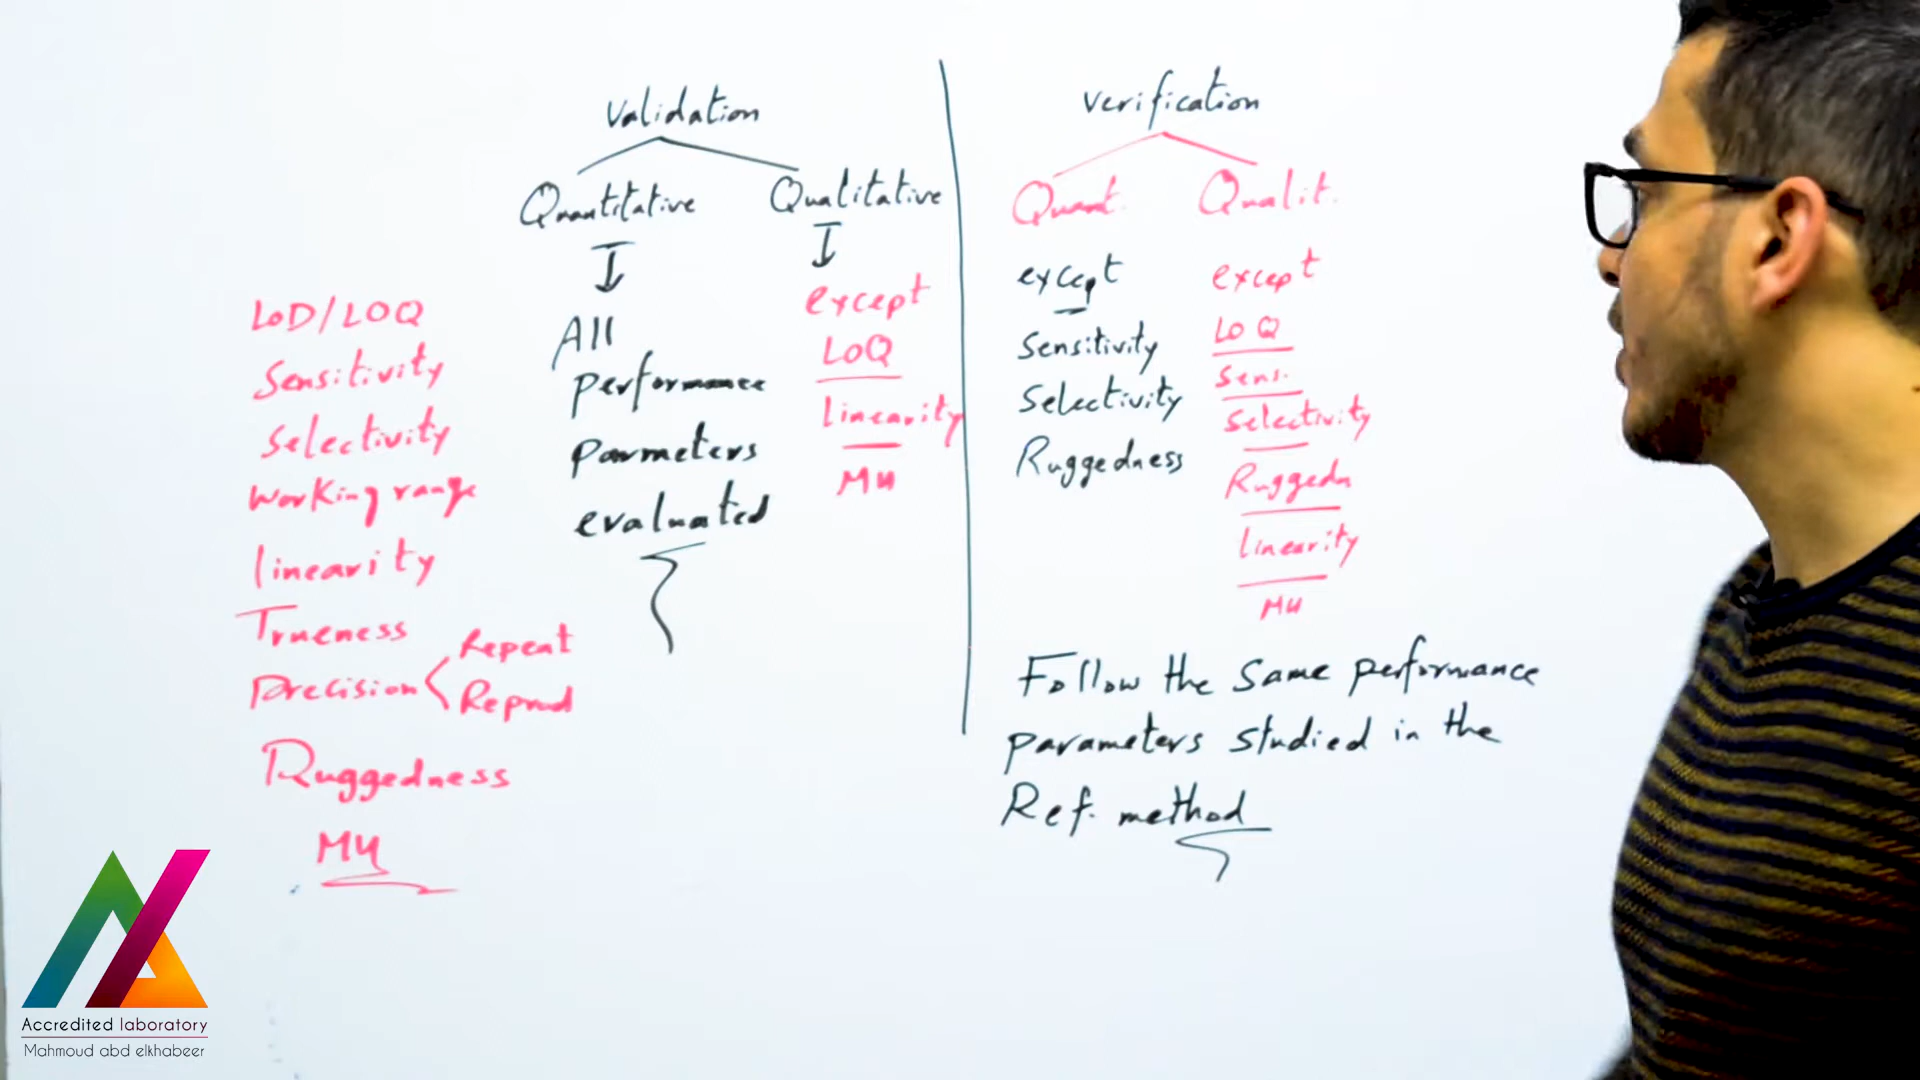 Validation
Quantitative
Qualitative
LOD/LOQ
Sensitivity
Selectivity
Working range
linearity
Trueness
Precision
Repeat
Reprod
Ruggedness
MU
All
Performance
Parmeters
evaluated
except
LOQ
linearity
MU
Verification
Quant.
Qualit.
except
Sensitivity
Selectivity
Ruggedness
except
LOQ
Sens.
Selectivity
Ruggedn
linearity
MU
Follow the Same performance
parameters studied in the
Ref. method
Accredited laboratory
Mahmoud abd elkhabeer